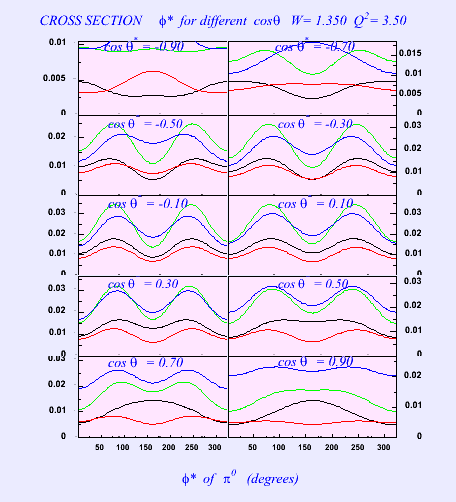 CROSS SECTION ϕ* for different cosθ W= 1.350 Q²= 3.50
cos θ* = -0.90
cos θ* = -0.70
0.01
0.005
0
0.015
0.01
0.005
0
cos θ* = -0.50
cos θ* = -0.30
0.02
0.01
0
0.03
0.02
0.01
0
cos θ* = -0.10
cos θ* = 0.10
0.03
0.02
0.01
0
0.03
0.02
0.01
0
cos θ* = 0.30
cos θ* = 0.50
0.03
0.02
0.01
0
0.03
0.02
0.01
0
cos θ* = 0.70
cos θ* = 0.90
0.02
0.01
0
0.02
0.01
0
50 100 150 200 250 300 50 100 150 200 250 300
ϕ* of π⁰ (degrees)